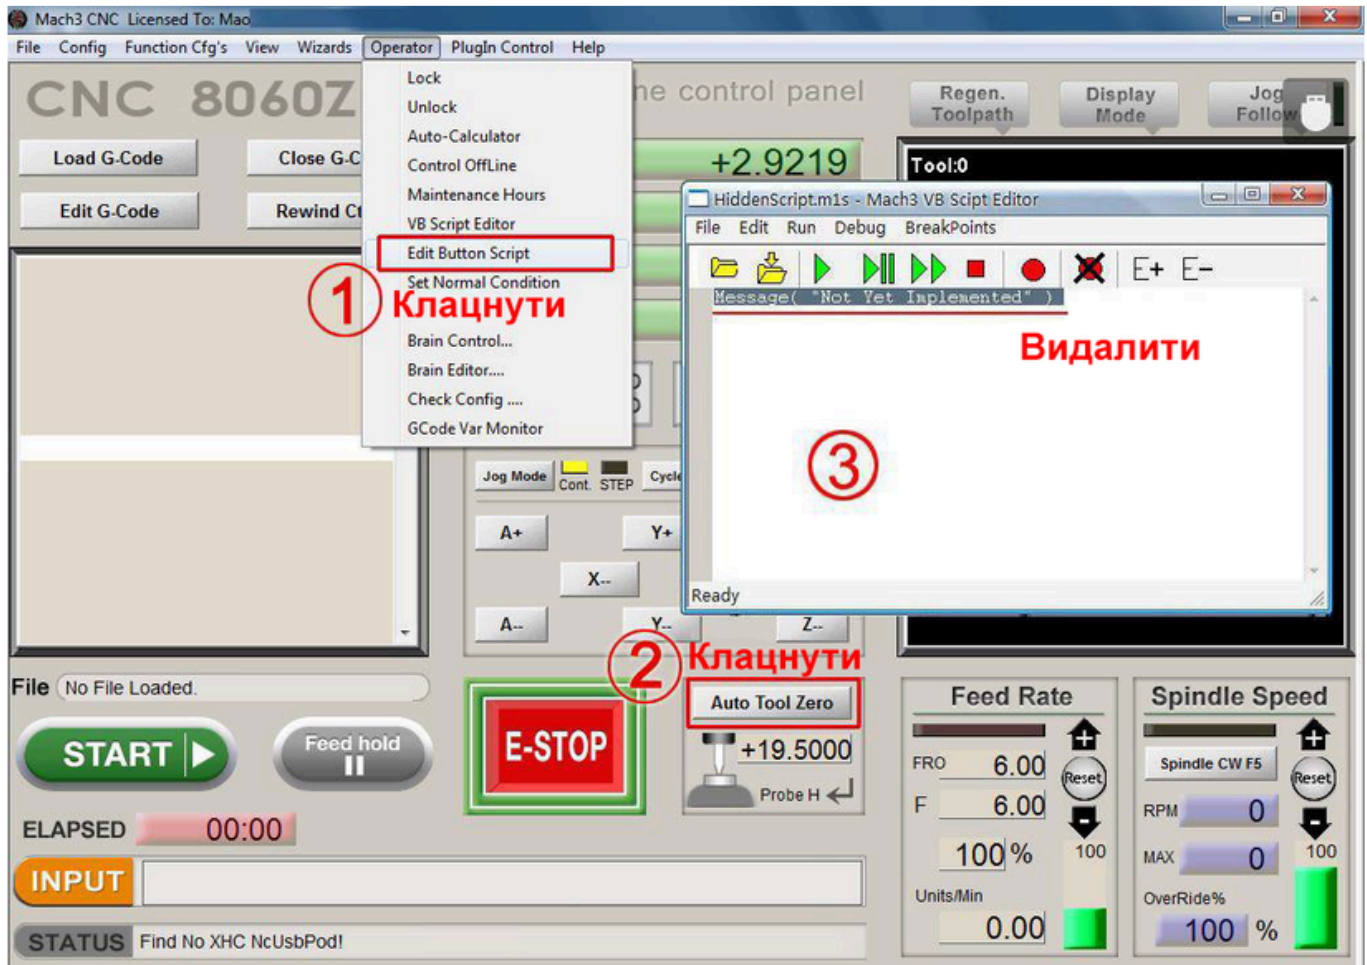 Mach3 CNC Licensed To: Mao
File Config Function Cfg's View Wizards Operator PlugIn Control Help
CNC 8060Z
ne control panel
Regen. Toolpath
Display Mode
Jog Follow
Load G-Code
Close G-C
Edit G-Code
Rewind Ct
Lock
Unlock
Auto-Calculator
Control OffLine
Maintenance Hours
VB Script Editor
Edit Button Script
Set Normal Condition
Brain Control...
Brain Editor....
Check Config ....
GCode Var Monitor
1 Клацнути
+2.9219
Tool:0
HiddenScript.m1s - Mach3 VB Scipt Editor
File Edit Run Debug BreakPoints
E+ E-
Message( "Not Yet Implemented" )
Видалити
3
Ready
Jog Mode Cont. STEP Cycle
A+ Y+
X--
A-- Y-- Z--
2 Клацнути
File No File Loaded.
START
Feed hold
E-STOP
Auto Tool Zero
+19.5000
Probe H
ELAPSED 00:00
INPUT
STATUS Find No XHC NcUsbPod!
Feed Rate
FRO 6.00 Reset
F 6.00
100 % 100
Units/Min
0.00
Spindle Speed
Spindle CW F5 Reset
RPM 0
MAX 0 100
OverRide%
100 %